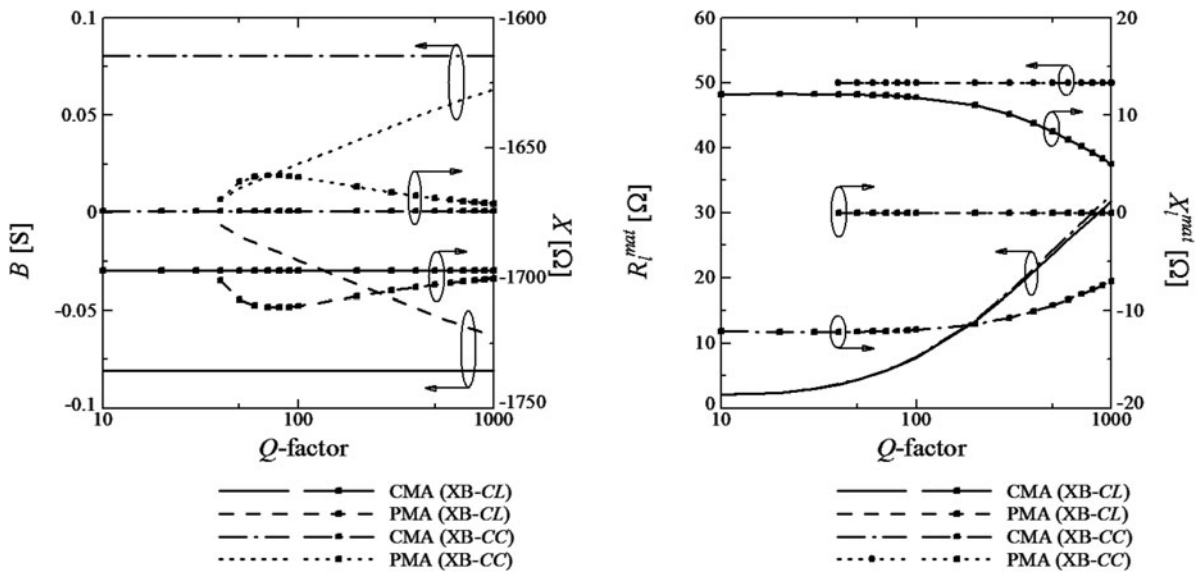 0.1
0.05
0
-0.05
-0.1
B [S]
-1600
-1650
-1700
-1750
X [℧]
10
100
1000
Q-factor
CMA (XB-CL)
PMA (XB-CL)
CMA (XB-CC)
PMA (XB-CC)
60
50
40
30
20
10
0
R_l^mat [Ω]
20
10
0
-10
-20
X_l^mat [℧]
10
100
1000
Q-factor
CMA (XB-CL)
PMA (XB-CL)
CMA (XB-CC)
PMA (XB-CC)